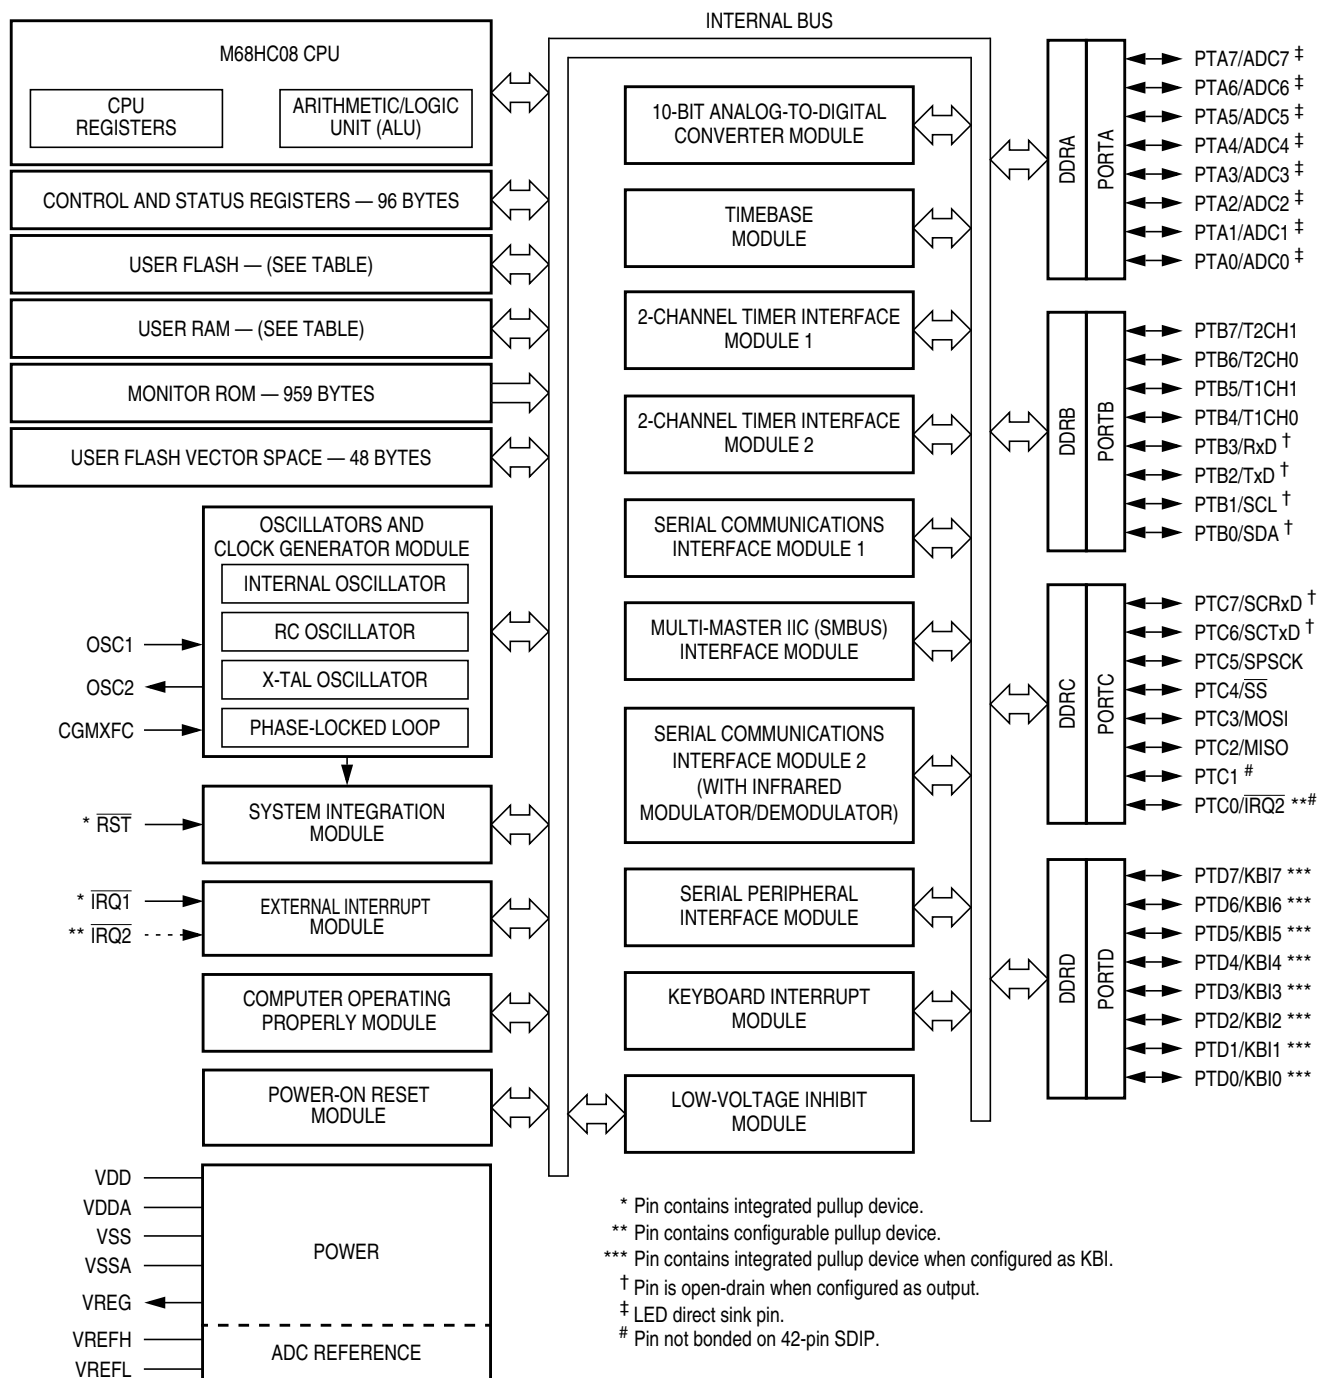 INTERNAL BUS
M68HC08 CPU
CPU
REGISTERS
ARITHMETIC/LOGIC
UNIT (ALU)
CONTROL AND STATUS REGISTERS — 96 BYTES
USER FLASH — (SEE TABLE)
USER RAM — (SEE TABLE)
MONITOR ROM — 959 BYTES
USER FLASH VECTOR SPACE — 48 BYTES
OSCILLATORS AND
CLOCK GENERATOR MODULE
INTERNAL OSCILLATOR
RC OSCILLATOR
X-TAL OSCILLATOR
PHASE-LOCKED LOOP
OSC1
OSC2
CGMXFC
SYSTEM INTEGRATION
MODULE
* RST
EXTERNAL INTERRUPT
MODULE
* IRQ1
** IRQ2
COMPUTER OPERATING
PROPERLY MODULE
POWER-ON RESET
MODULE
VDD
VDDA
VSS
VSSA
VREG
VREFH
VREFL
POWER
ADC REFERENCE
10-BIT ANALOG-TO-DIGITAL
CONVERTER MODULE
TIMEBASE
MODULE
2-CHANNEL TIMER INTERFACE
MODULE 1
2-CHANNEL TIMER INTERFACE
MODULE 2
SERIAL COMMUNICATIONS
INTERFACE MODULE 1
MULTI-MASTER IIC (SMBUS)
INTERFACE MODULE
SERIAL COMMUNICATIONS
INTERFACE MODULE 2
(WITH INFRARED
MODULATOR/DEMODULATOR)
SERIAL PERIPHERAL
INTERFACE MODULE
KEYBOARD INTERRUPT
MODULE
LOW-VOLTAGE INHIBIT
MODULE
DDRA
PORTA
PTA7/ADC7 ‡
PTA6/ADC6 ‡
PTA5/ADC5 ‡
PTA4/ADC4 ‡
PTA3/ADC3 ‡
PTA2/ADC2 ‡
PTA1/ADC1 ‡
PTA0/ADC0 ‡
DDRB
PORTB
PTB7/T2CH1
PTB6/T2CH0
PTB5/T1CH1
PTB4/T1CH0
PTB3/RxD †
PTB2/TxD †
PTB1/SCL †
PTB0/SDA †
DDRC
PORTC
PTC7/SCRxD †
PTC6/SCTxD †
PTC5/SPSCK
PTC4/SS
PTC3/MOSI
PTC2/MISO
PTC1 #
PTC0/IRQ2 **#
DDRD
PORTD
PTD7/KBI7 ***
PTD6/KBI6 ***
PTD5/KBI5 ***
PTD4/KBI4 ***
PTD3/KBI3 ***
PTD2/KBI2 ***
PTD1/KBI1 ***
PTD0/KBI0 ***
* Pin contains integrated pullup device.
** Pin contains configurable pullup device.
*** Pin contains integrated pullup device when configured as KBI.
† Pin is open-drain when configured as output.
‡ LED direct sink pin.
# Pin not bonded on 42-pin SDIP.